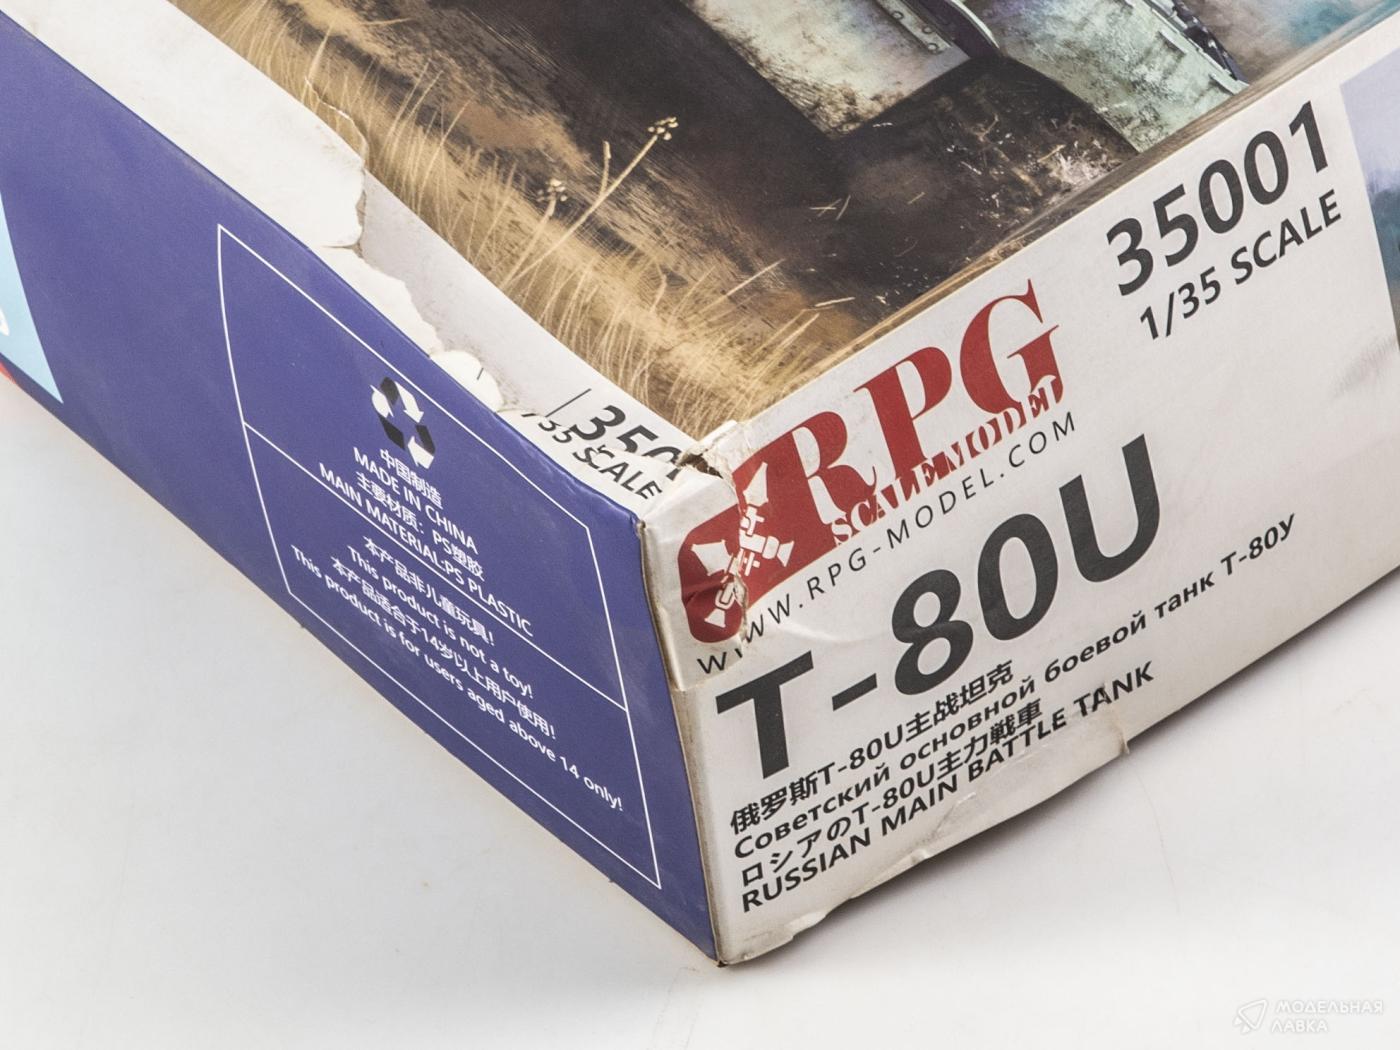 35001
1/35 SCALE
RPG
SCALE MODEL
WWW.RPG-MODEL.COM
T-80U
俄罗斯T-80U主战坦克
Советский основной боевой танк Т-80У
ロシアのT-80U主力戦車
RUSSIAN MAIN BATTLE TANK
350
/35 SCALE
中国制造
MADE IN CHINA
主要材质：PS塑胶
MAIN MATERIAL:PS PLASTIC
本产品非儿童玩具!
This product is not a toy!
本产品适合于14岁以上用户使用!
This product is for users aged above 14 only!
МОДЕЛЬНАЯ
ЛАВКА